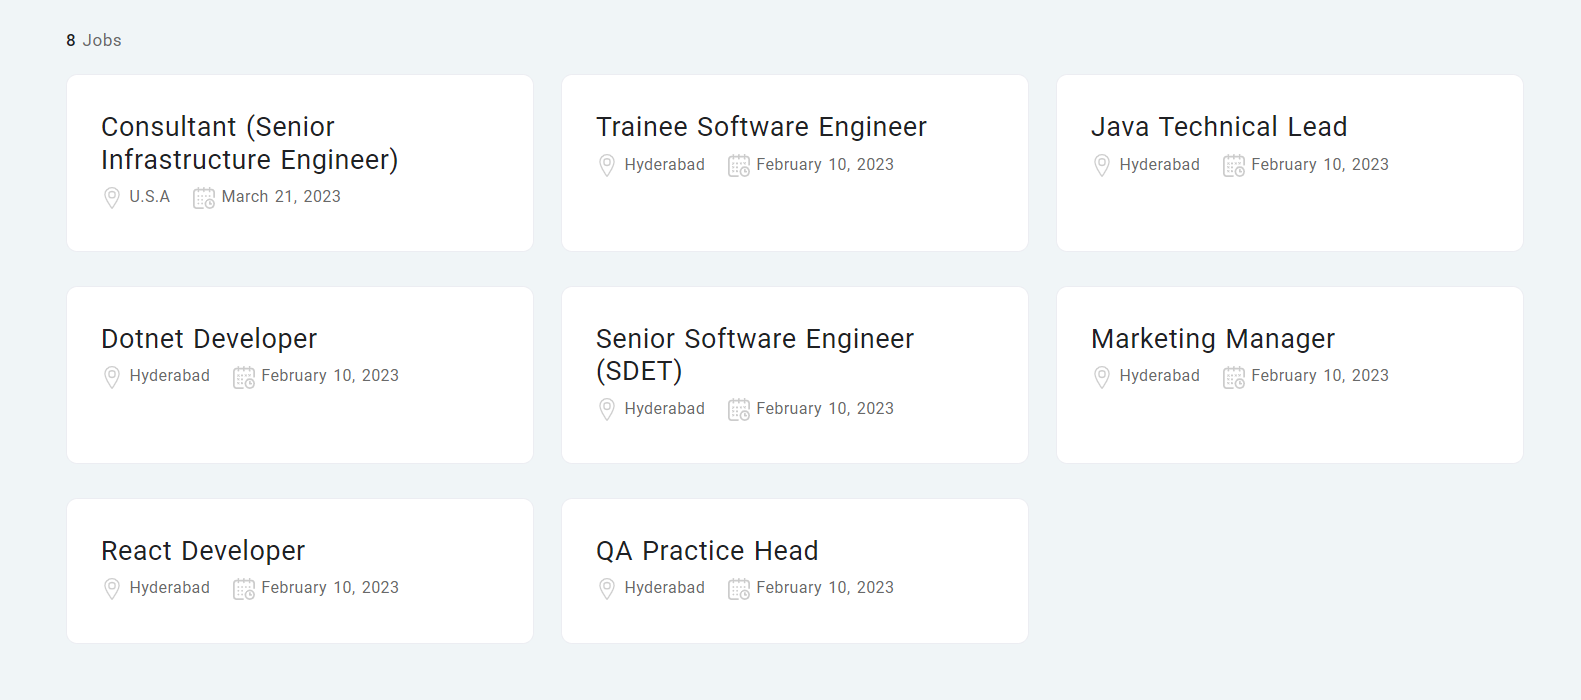 8 Jobs
Consultant (Senior
Infrastructure Engineer)
U.S.A March 21, 2023
Trainee Software Engineer
Hyderabad February 10, 2023
Java Technical Lead
Hyderabad February 10, 2023
Dotnet Developer
Hyderabad February 10, 2023
Senior Software Engineer
(SDET)
Hyderabad February 10, 2023
Marketing Manager
Hyderabad February 10, 2023
React Developer
Hyderabad February 10, 2023
QA Practice Head
Hyderabad February 10, 2023